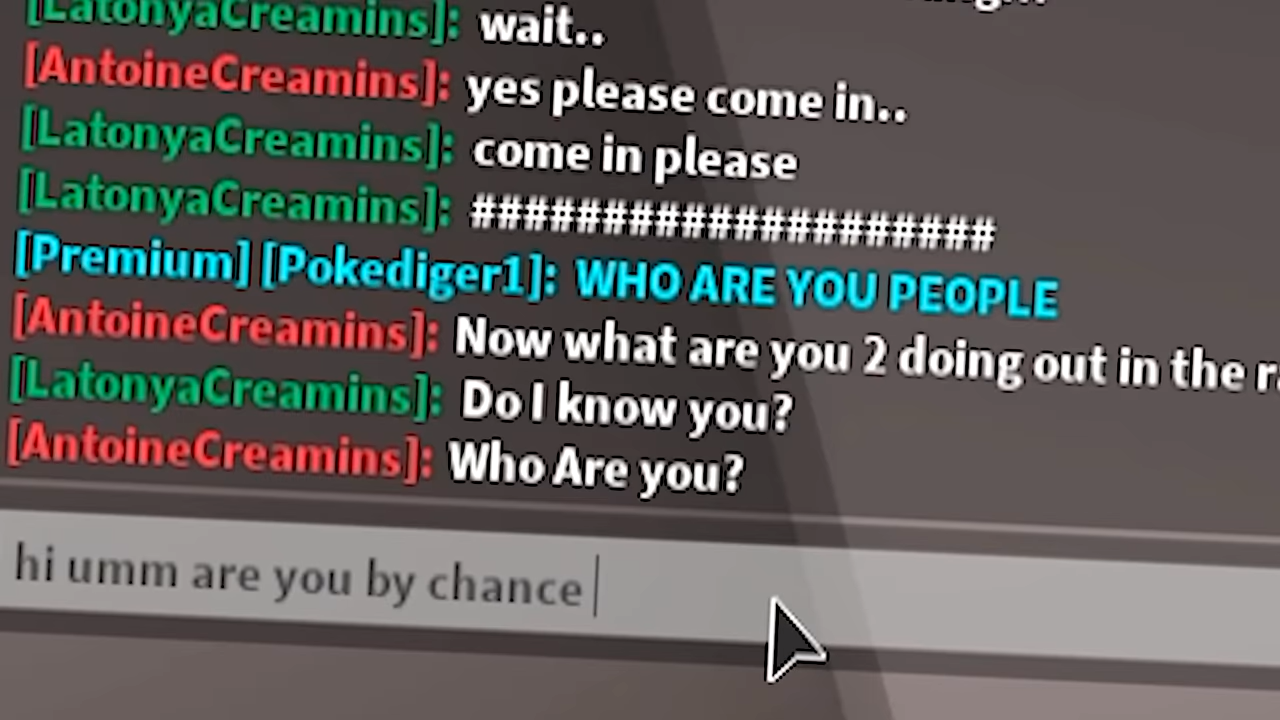 [LatonyaCreamins]: wait..
[AntoineCreamins]: yes please come in..
[LatonyaCreamins]: come in please
[LatonyaCreamins]: ####################
[Premium] [Pokediger1]: WHO ARE YOU PEOPLE
[AntoineCreamins]: Now what are you 2 doing out in the
[LatonyaCreamins]: Do I know you?
[AntoineCreamins]: Who Are you?
hi umm are you by chance